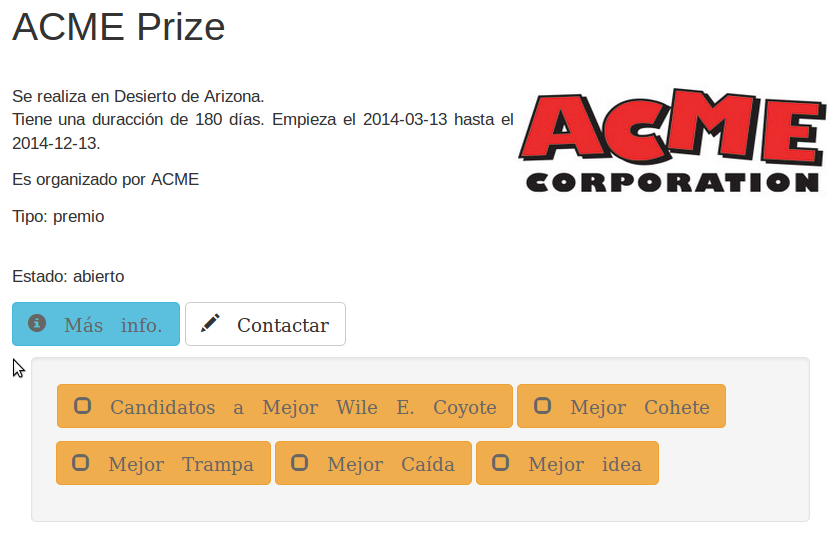 ACME Prize
Se realiza en Desierto de Arizona.
Tiene una duracción de 180 días. Empieza el 2014-03-13 hasta el
2014-12-13.
ACME
CORPORATION
Es organizado por ACME
Tipo: premio
Estado: abierto
Más info.
Contactar
Candidatos a Mejor Wile E. Coyote
Mejor Cohete
Mejor Trampa
Mejor Caída
Mejor idea